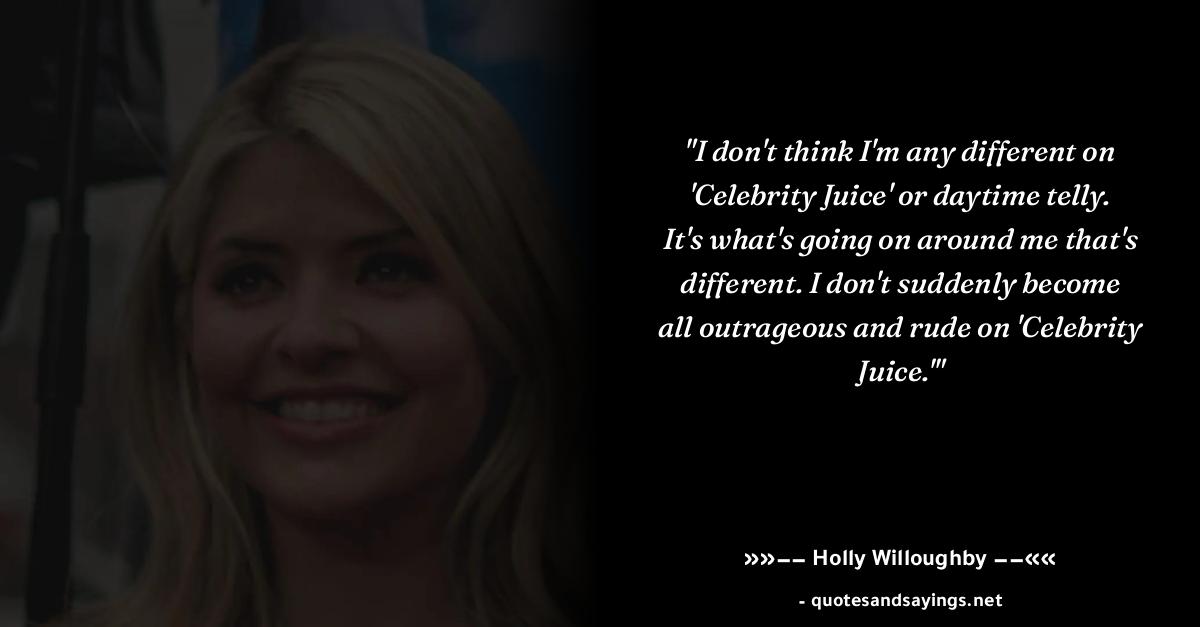 "I don't think I'm any different on
'Celebrity Juice' or daytime telly.
It's what's going on around me that's
different. I don't suddenly become
all outrageous and rude on 'Celebrity
Juice.'"
»»–– Holly Willoughby ––««
- quotesandsayings.net